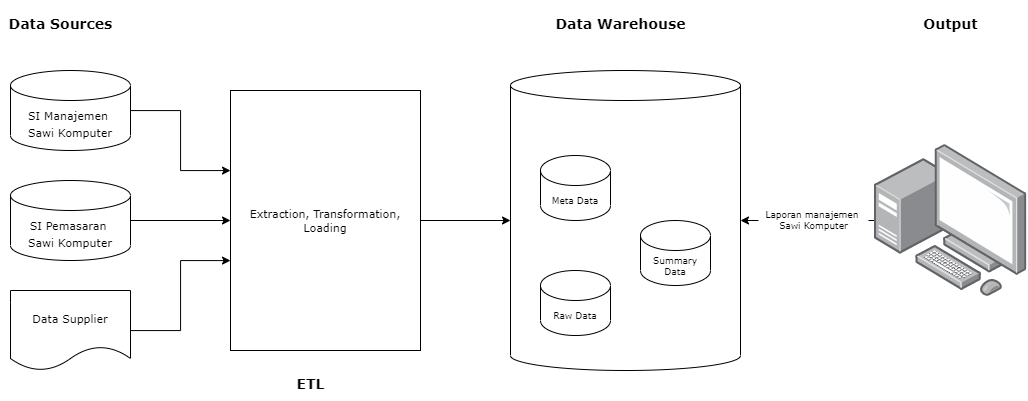 Data Sources
Data Warehouse
Output
SI Manajemen
Sawi Komputer
SI Pemasaran
Sawi Komputer
Data Supplier
Extraction, Transformation,
Loading
ETL
Meta Data
Summary
Data
Raw Data
Laporan manajemen
Sawi Komputer